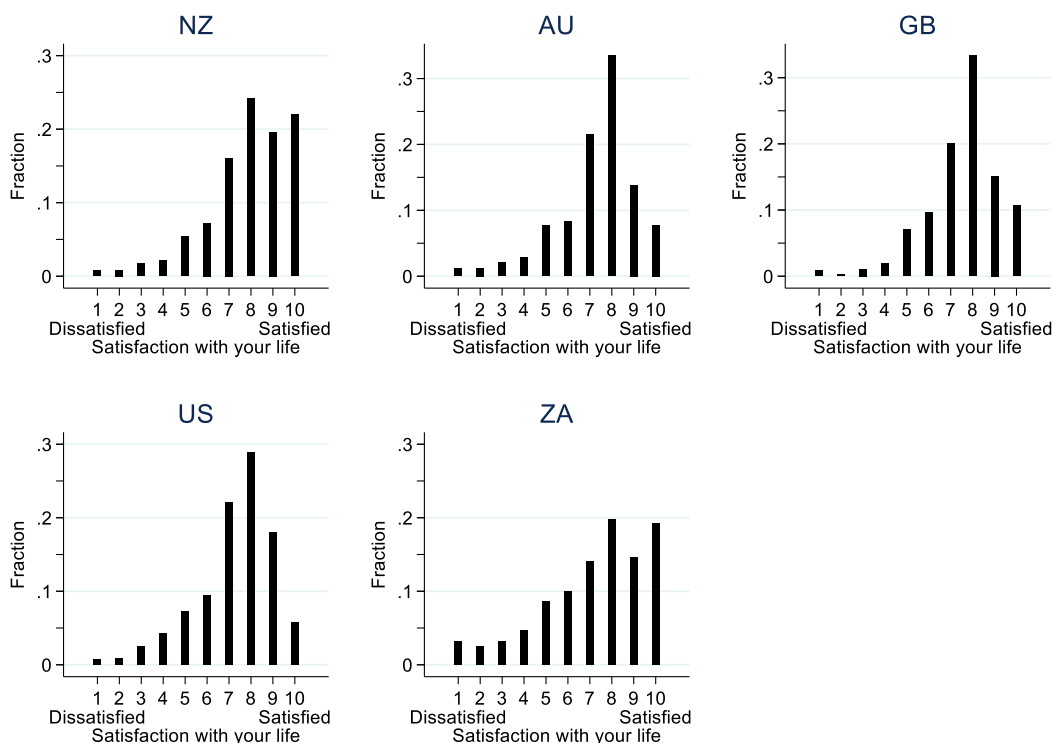 NZ
.3
.2
.1
0
Fraction
1 2 3 4 5 6 7 8 9 10
Dissatisfied Satisfied
Satisfaction with your life
AU
.3
.2
.1
0
Fraction
1 2 3 4 5 6 7 8 9 10
Dissatisfied Satisfied
Satisfaction with your life
GB
.3
.2
.1
0
Fraction
1 2 3 4 5 6 7 8 9 10
Dissatisfied Satisfied
Satisfaction with your life
US
.3
.2
.1
0
Fraction
1 2 3 4 5 6 7 8 9 10
Dissatisfied Satisfied
Satisfaction with your life
ZA
.3
.2
.1
0
Fraction
1 2 3 4 5 6 7 8 9 10
Dissatisfied Satisfied
Satisfaction with your life